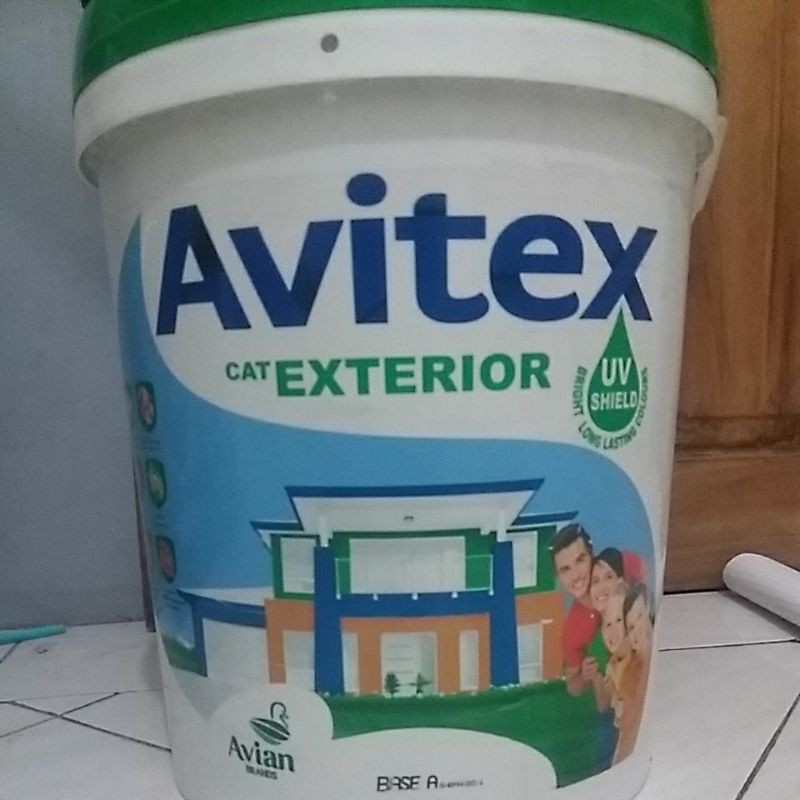 Avitex
CAT EXTERIOR
UV
SHIELD
BRIGHT LONG LASTING COLOURS
Avian
BRANDS
BASE A